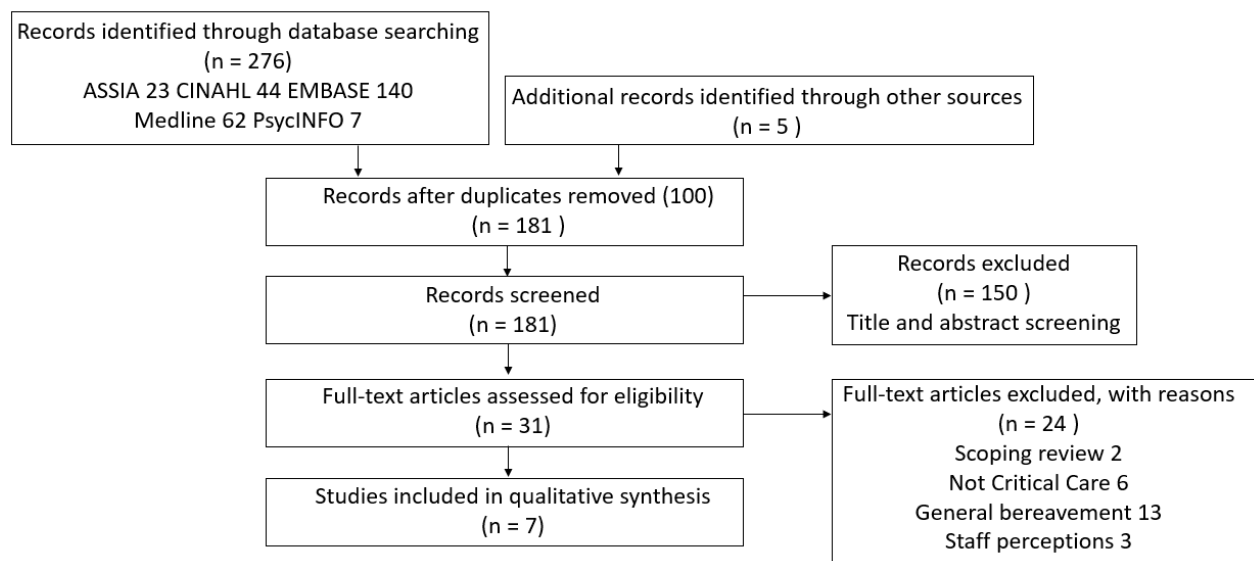 Records identified through database searching
(n = 276)
ASSIA 23 CINAHL 44 EMBASE 140
Medline 62 PsycINFO 7
Additional records identified through other sources
(n = 5 )
Records after duplicates removed (100)
(n = 181 )
Records screened
(n = 181)
Records excluded
(n = 150 )
Title and abstract screening
Full-text articles assessed for eligibility
(n = 31)
Full-text articles excluded, with reasons
(n = 24 )
Scoping review 2
Not Critical Care 6
General bereavement 13
Staff perceptions 3
Studies included in qualitative synthesis
(n = 7)